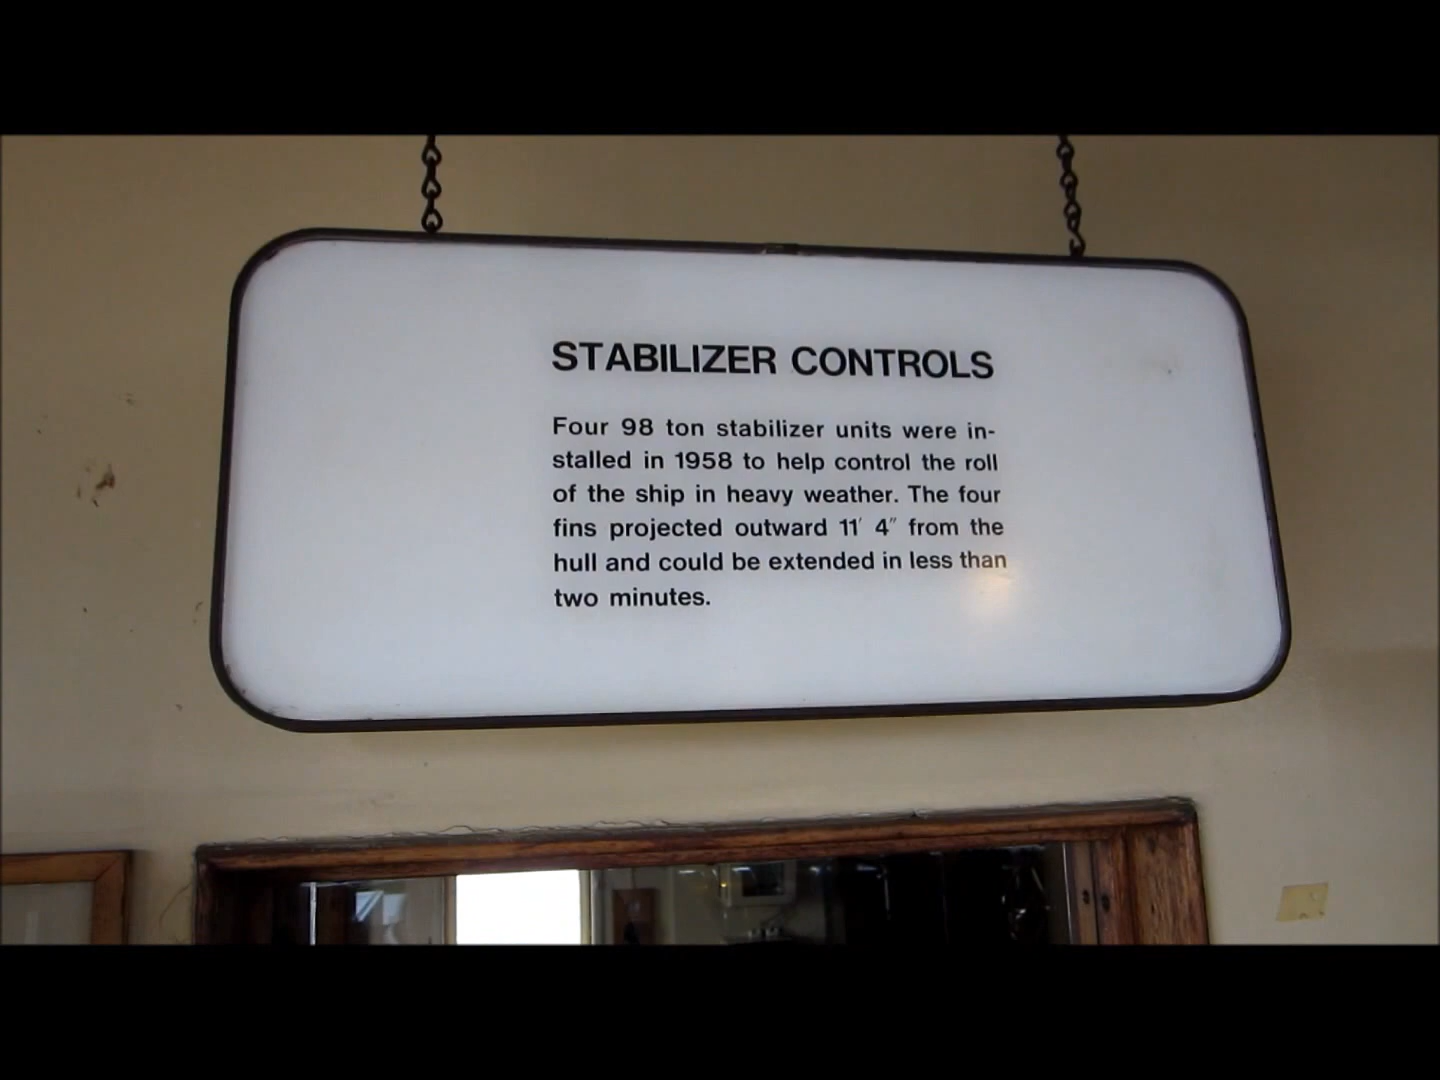 STABILIZER CONTROLS
Four 98 ton stabilizer units were in-
stalled in 1958 to help control the roll
of the ship in heavy weather. The four
fins projected outward 11′ 4″ from the
hull and could be extended in less than
two minutes.